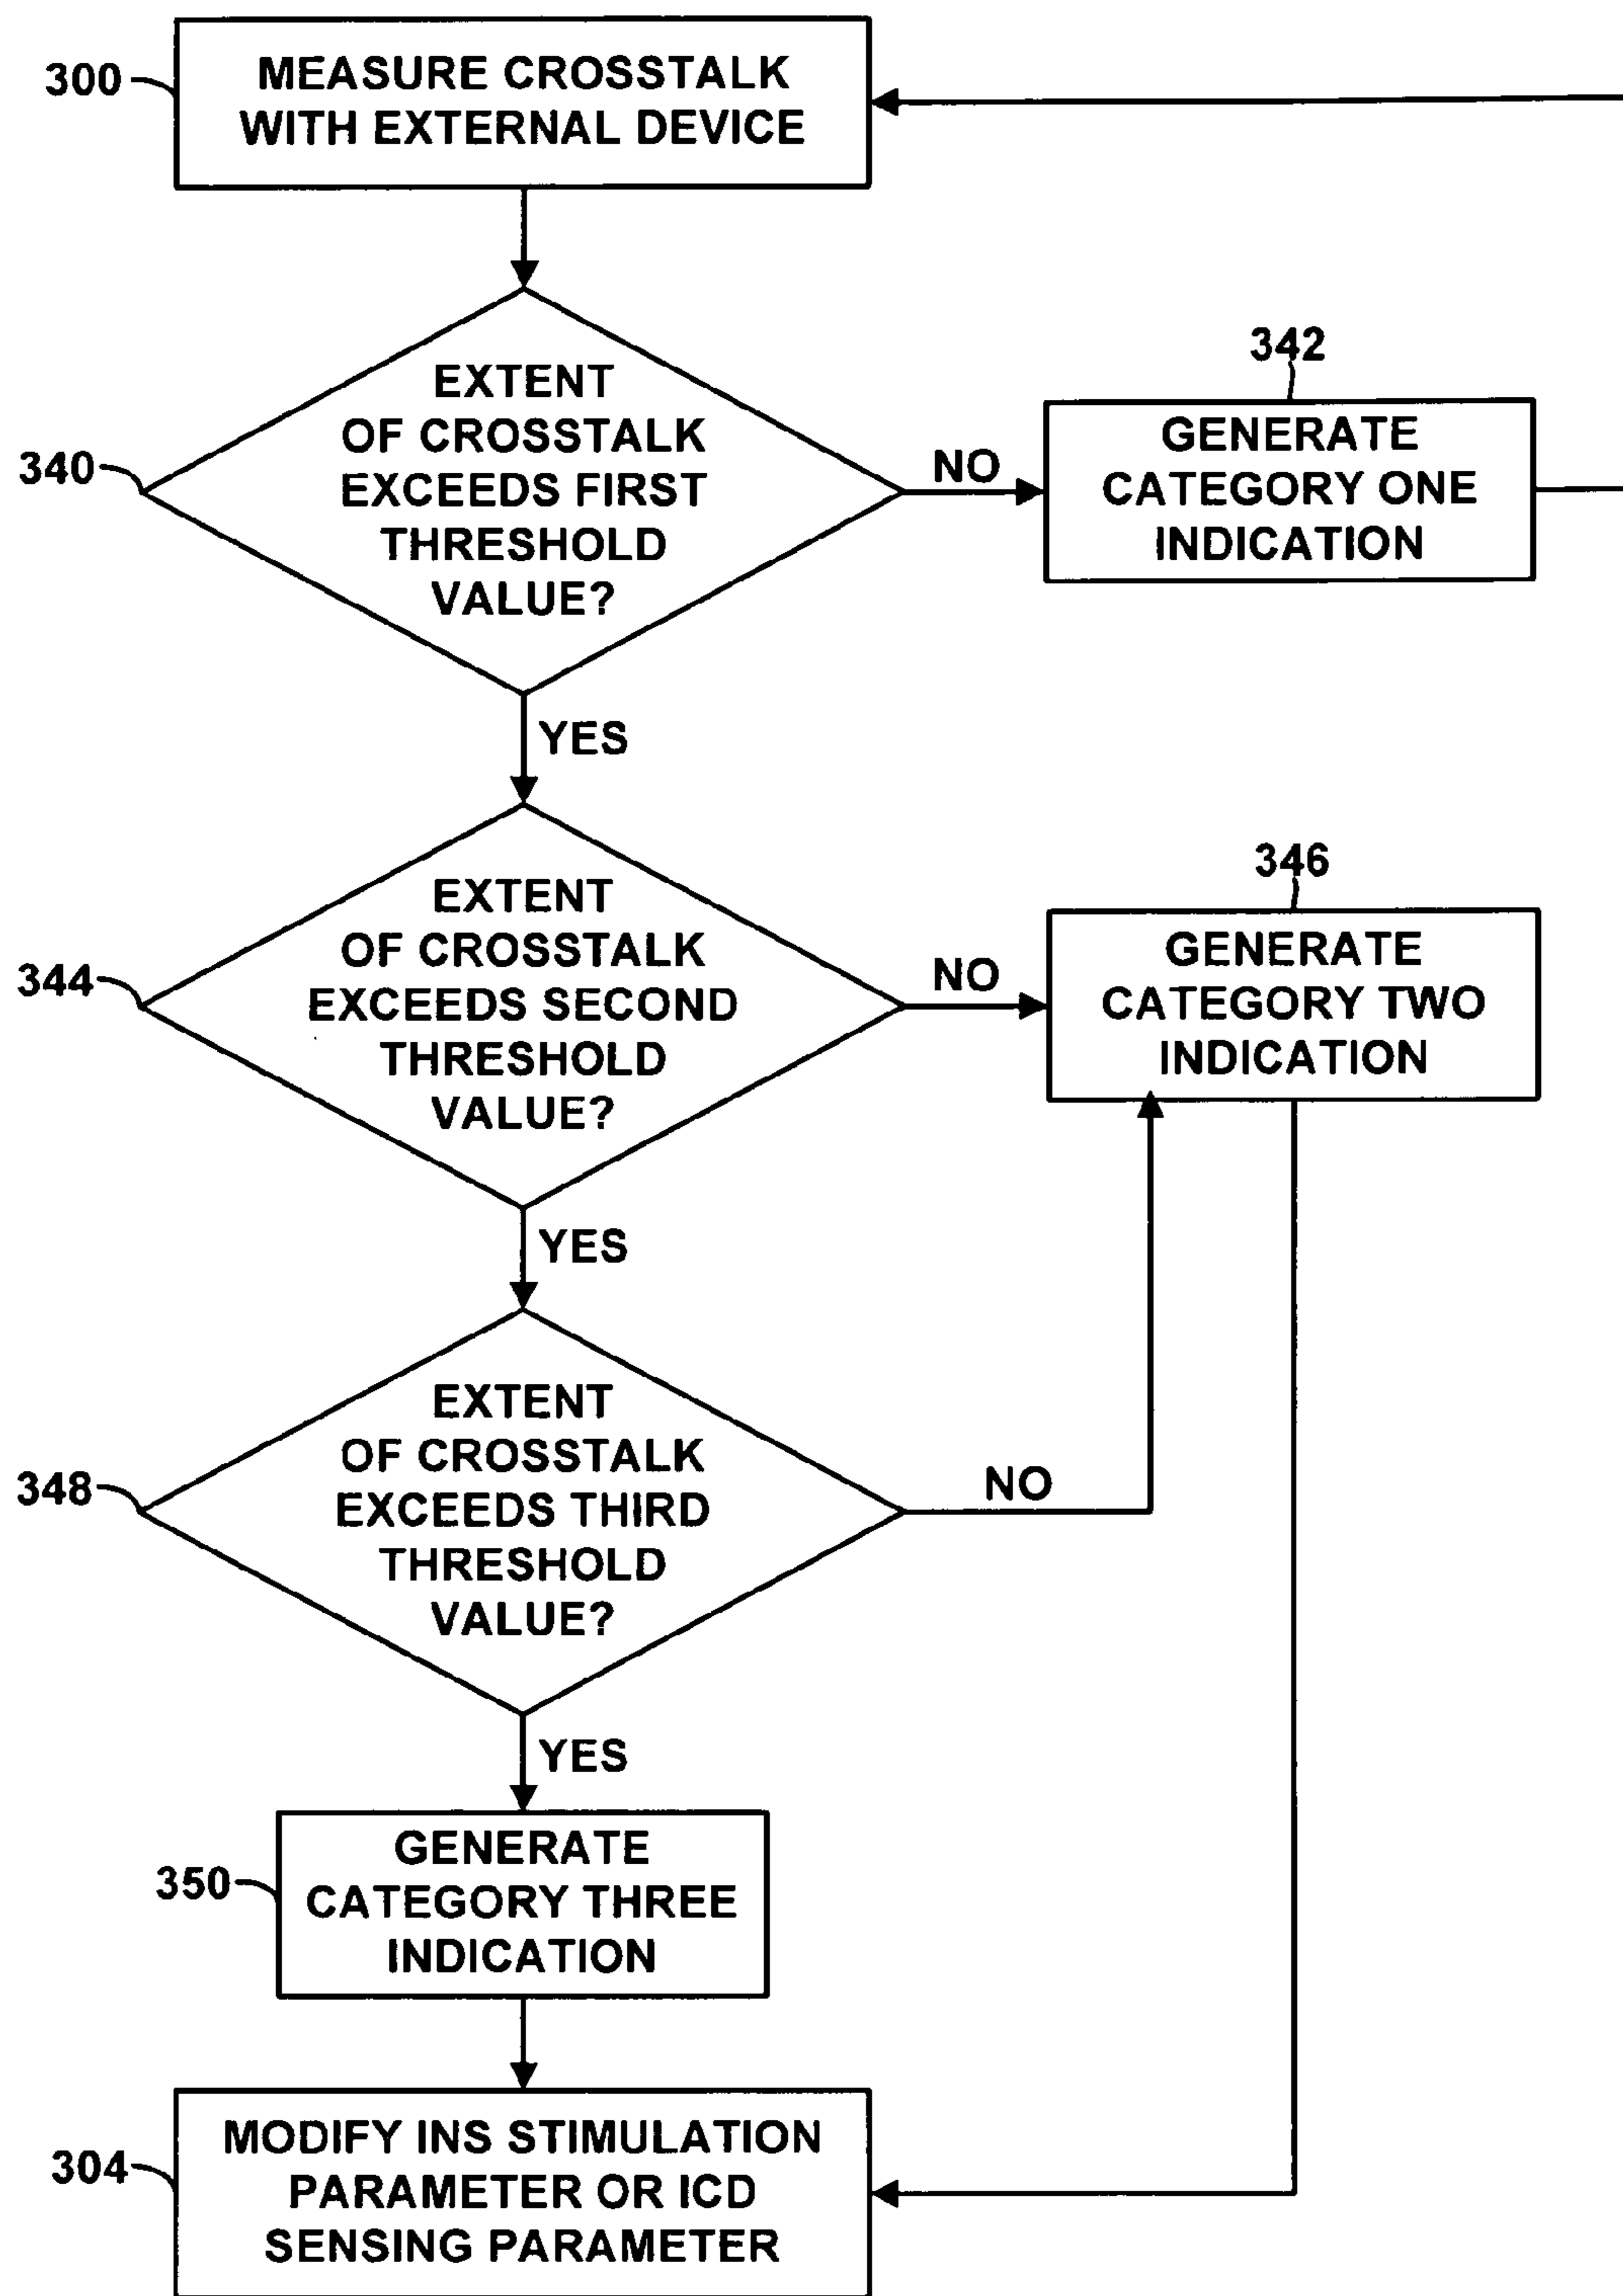 300
MEASURE CROSSTALK
WITH EXTERNAL DEVICE
340
EXTENT
OF CROSSTALK
EXCEEDS FIRST
THRESHOLD
VALUE?
NO
342
GENERATE
CATEGORY ONE
INDICATION
YES
344
EXTENT
OF CROSSTALK
EXCEEDS SECOND
THRESHOLD
VALUE?
NO
346
GENERATE
CATEGORY TWO
INDICATION
YES
348
EXTENT
OF CROSSTALK
EXCEEDS THIRD
THRESHOLD
VALUE?
NO
YES
350
GENERATE
CATEGORY THREE
INDICATION
304
MODIFY INS STIMULATION
PARAMETER OR ICD
SENSING PARAMETER